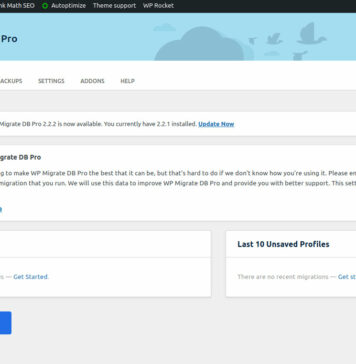 nk Math SEO Autoptimize Theme support WP Rocket
Pro
ACKUPS SETTINGS ADDONS HELP
Migrate DB Pro 2.2.2 is now available. You currently have 2.2.1 installed. Update Now
grate DB Pro
g to make WP Migrate DB Pro the best that it can be, but that's hard to do if we don't know how you're using it. Please en
migration that you run. We will use this data to improve WP Migrate DB Pro and provide you with better support. This sett
Last 10 Unsaved Profiles
s — Get Started.
There are no recent migrations — Get st